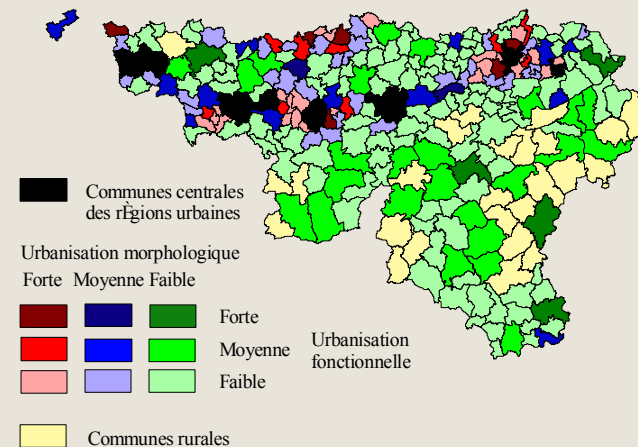 Communes centrales
des rÈgions urbaines
Urbanisation morphologique
Forte Moyenne Faible
Forte
Moyenne
Faible
Urbanisation
fonctionnelle
Communes rurales